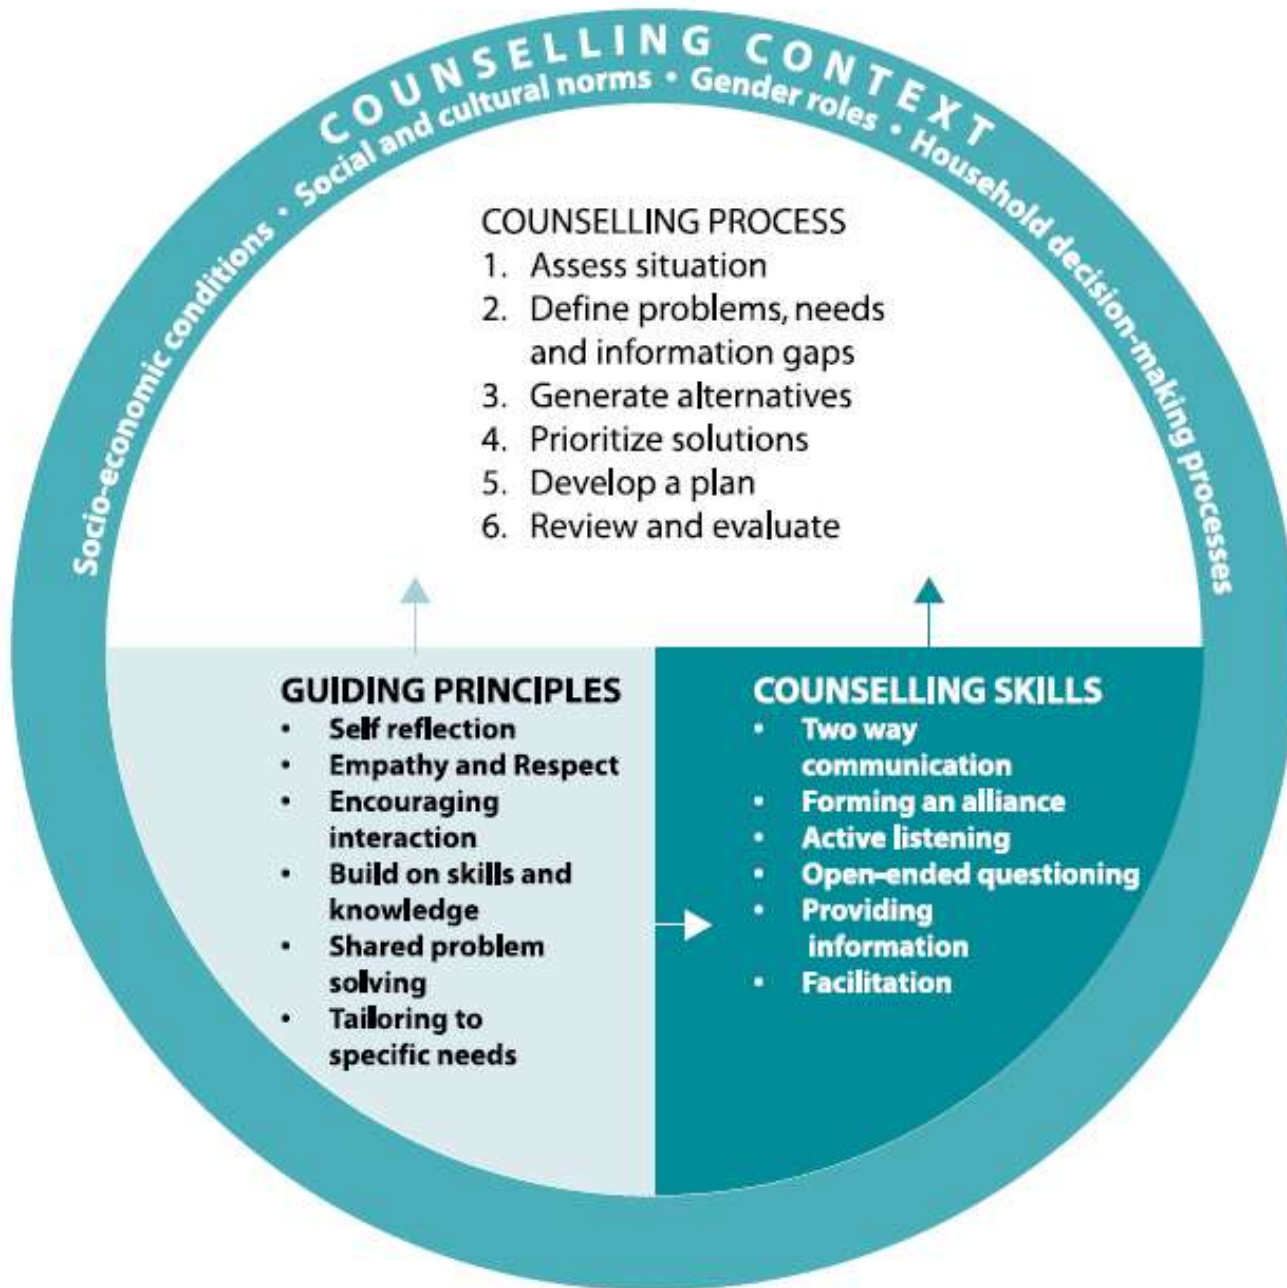 COUNSELLING CONTEXT
Socio-economic conditions • Social and cultural norms • Gender roles • Household decision-making processes
COUNSELLING PROCESS
1. Assess situation
2. Define problems, needs
and information gaps
3. Generate alternatives
4. Prioritize solutions
5. Develop a plan
6. Review and evaluate
GUIDING PRINCIPLES
• Self reflection
• Empathy and Respect
• Encouraging
interaction
• Build on skills and
knowledge
• Shared problem
solving
• Tailoring to
specific needs
COUNSELLING SKILLS
• Two way
communication
• Forming an alliance
• Active listening
• Open-ended questioning
• Providing
information
• Facilitation